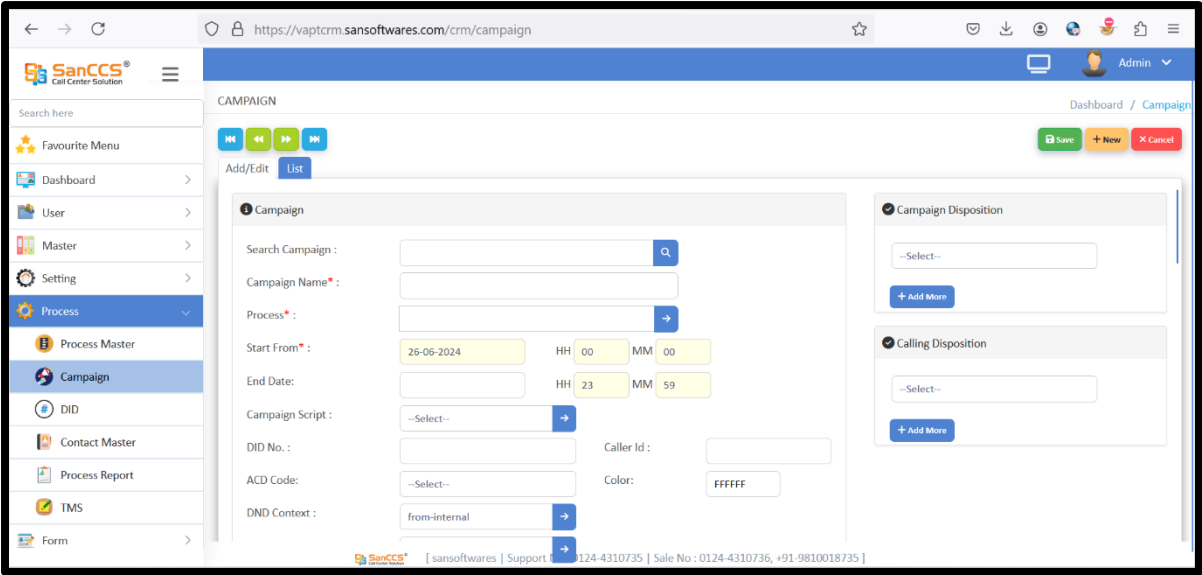 https://vaptcrm.sansoftwares.com/crm/campaign
SanCCS®
Call Center Solution
Admin
Search here
CAMPAIGN
Dashboard / Campaign
Favourite Menu
Dashboard
User
Master
Setting
Process
Process Master
Campaign
DID
Contact Master
Process Report
TMS
Form
Save
+ New
× Cancel
Add/Edit List
Campaign
Search Campaign :
Campaign Name* :
Process* :
Start From* : 26-06-2024 HH 00 MM 00
End Date: HH 23 MM 59
Campaign Script : --Select--
DID No. : Caller Id :
ACD Code: --Select-- Color: FFFFFF
DND Context : from-internal
Campaign Disposition
--Select--
+ Add More
Calling Disposition
--Select--
+ Add More
SanCCS® [ sansoftwares | Support 0124-4310735 | Sale No : 0124-4310736, +91-9810018735 ]